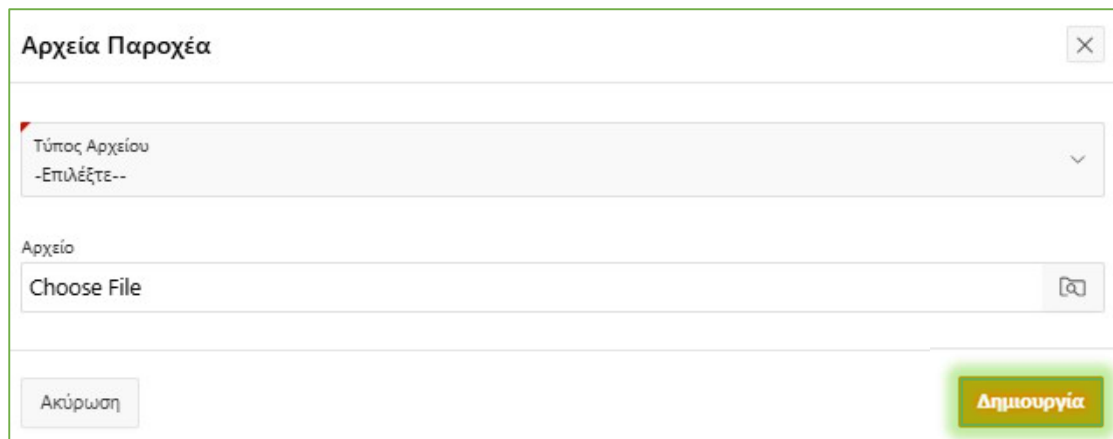 Αρχεία Παροχέα
Τύπος Αρχείου
-Επιλέξτε--
Αρχείο
Choose File
Ακύρωση
Δημιουργία